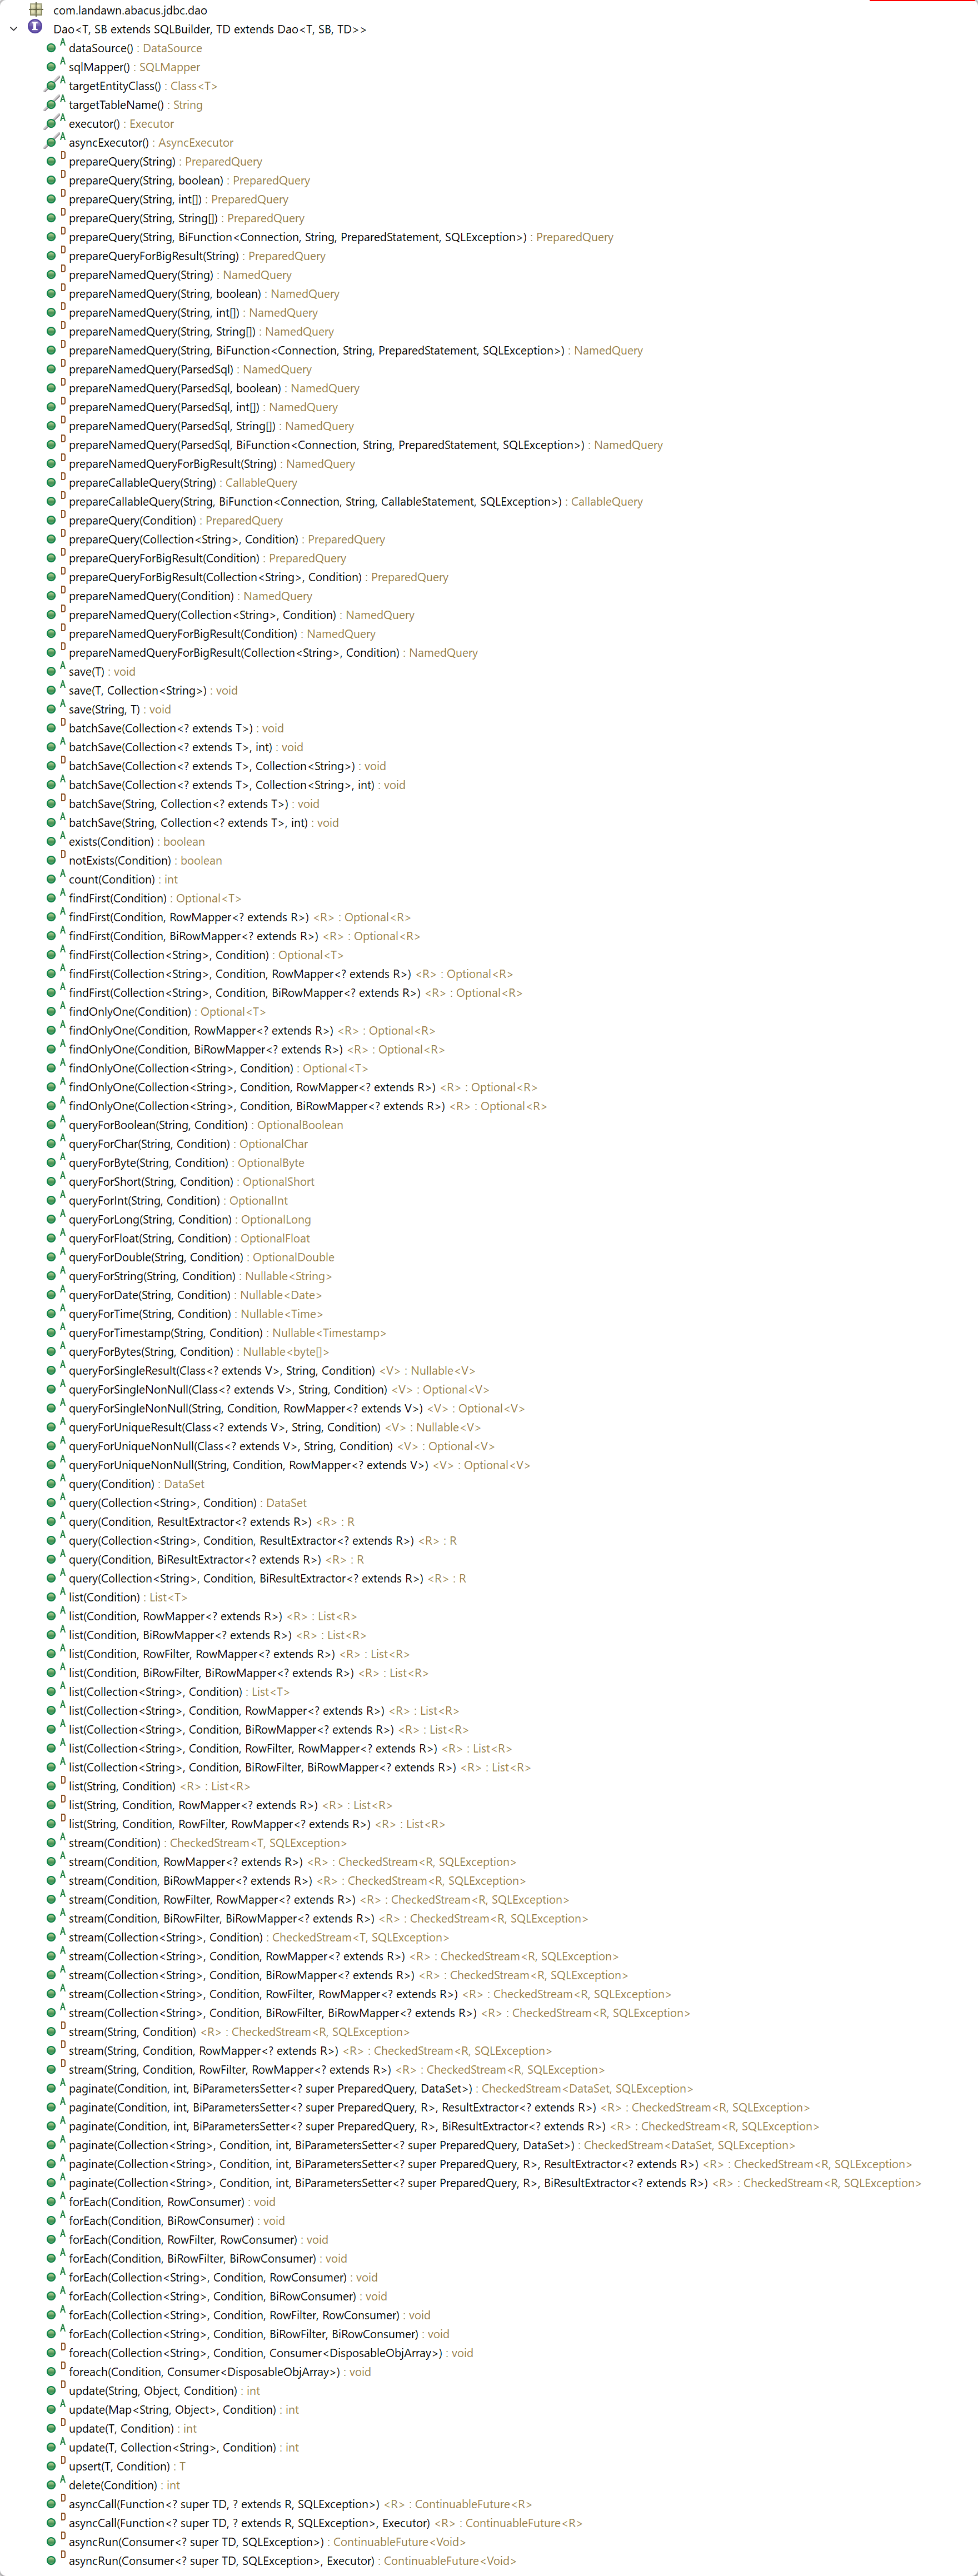 com.landawn.abacus.jdbc.dao
Dao<T, SB extends SQLBuilder, TD extends Dao<T, SB, TD>>
A dataSource() : DataSource
A sqlMapper() : SQLMapper
A targetEntityClass() : Class<T>
A targetTableName() : String
A executor() : Executor
A asyncExecutor() : AsyncExecutor
D prepareQuery(String) : PreparedQuery
D prepareQuery(String, boolean) : PreparedQuery
D prepareQuery(String, int[]) : PreparedQuery
D prepareQuery(String, String[]) : PreparedQuery
D prepareQuery(String, BiFunction<Connection, String, PreparedStatement, SQLException>) : PreparedQuery
D prepareQueryForBigResult(String) : PreparedQuery
D prepareNamedQuery(String) : NamedQuery
D prepareNamedQuery(String, boolean) : NamedQuery
D prepareNamedQuery(String, int[]) : NamedQuery
D prepareNamedQuery(String, String[]) : NamedQuery
D prepareNamedQuery(String, BiFunction<Connection, String, PreparedStatement, SQLException>) : NamedQuery
D prepareNamedQuery(ParsedSql) : NamedQuery
D prepareNamedQuery(ParsedSql, boolean) : NamedQuery
D prepareNamedQuery(ParsedSql, int[]) : NamedQuery
D prepareNamedQuery(ParsedSql, String[]) : NamedQuery
D prepareNamedQuery(ParsedSql, BiFunction<Connection, String, PreparedStatement, SQLException>) : NamedQuery
D prepareNamedQueryForBigResult(String) : NamedQuery
D prepareCallableQuery(String) : CallableQuery
D prepareCallableQuery(String, BiFunction<Connection, String, CallableStatement, SQLException>) : CallableQuery
D prepareQuery(Condition) : PreparedQuery
D prepareQuery(Collection<String>, Condition) : PreparedQuery
D prepareQueryForBigResult(Condition) : PreparedQuery
D prepareQueryForBigResult(Collection<String>, Condition) : PreparedQuery
D prepareNamedQuery(Condition) : NamedQuery
D prepareNamedQuery(Collection<String>, Condition) : NamedQuery
D prepareNamedQueryForBigResult(Condition) : NamedQuery
D prepareNamedQueryForBigResult(Collection<String>, Condition) : NamedQuery
A save(T) : void
A save(T, Collection<String>) : void
A save(String, T) : void
D batchSave(Collection<? extends T>) : void
A batchSave(Collection<? extends T>, int) : void
D batchSave(Collection<? extends T>, Collection<String>) : void
A batchSave(Collection<? extends T>, Collection<String>, int) : void
D batchSave(String, Collection<? extends T>) : void
A batchSave(String, Collection<? extends T>, int) : void
A exists(Condition) : boolean
D notExists(Condition) : boolean
A count(Condition) : int
A findFirst(Condition) : Optional<T>
A findFirst(Condition, RowMapper<? extends R>) <R> : Optional<R>
A findFirst(Condition, BiRowMapper<? extends R>) <R> : Optional<R>
A findFirst(Collection<String>, Condition) : Optional<T>
A findFirst(Collection<String>, Condition, RowMapper<? extends R>) <R> : Optional<R>
A findFirst(Collection<String>, Condition, BiRowMapper<? extends R>) <R> : Optional<R>
A findOnlyOne(Condition) : Optional<T>
A findOnlyOne(Condition, RowMapper<? extends R>) <R> : Optional<R>
A findOnlyOne(Condition, BiRowMapper<? extends R>) <R> : Optional<R>
A findOnlyOne(Collection<String>, Condition) : Optional<T>
A findOnlyOne(Collection<String>, Condition, RowMapper<? extends R>) <R> : Optional<R>
A findOnlyOne(Collection<String>, Condition, BiRowMapper<? extends R>) <R> : Optional<R>
A queryForBoolean(String, Condition) : OptionalBoolean
A queryForChar(String, Condition) : OptionalChar
A queryForByte(String, Condition) : OptionalByte
A queryForShort(String, Condition) : OptionalShort
A queryForInt(String, Condition) : OptionalInt
A queryForLong(String, Condition) : OptionalLong
A queryForFloat(String, Condition) : OptionalFloat
A queryForDouble(String, Condition) : OptionalDouble
A queryForString(String, Condition) : Nullable<String>
A queryForDate(String, Condition) : Nullable<Date>
A queryForTime(String, Condition) : Nullable<Time>
A queryForTimestamp(String, Condition) : Nullable<Timestamp>
A queryForBytes(String, Condition) : Nullable<byte[]>
A queryForSingleResult(Class<? extends V>, String, Condition) <V> : Nullable<V>
A queryForSingleNonNull(Class<? extends V>, String, Condition) <V> : Optional<V>
A queryForSingleNonNull(String, Condition, RowMapper<? extends V>) <V> : Optional<V>
A queryForUniqueResult(Class<? extends V>, String, Condition) <V> : Nullable<V>
A queryForUniqueNonNull(Class<? extends V>, String, Condition) <V> : Optional<V>
A queryForUniqueNonNull(String, Condition, RowMapper<? extends V>) <V> : Optional<V>
A query(Condition) : DataSet
A query(Collection<String>, Condition) : DataSet
A query(Condition, ResultExtractor<? extends R>) <R> : R
A query(Collection<String>, Condition, ResultExtractor<? extends R>) <R> : R
A query(Condition, BiResultExtractor<? extends R>) <R> : R
A query(Collection<String>, Condition, BiResultExtractor<? extends R>) <R> : R
A list(Condition) : List<T>
A list(Condition, RowMapper<? extends R>) <R> : List<R>
A list(Condition, BiRowMapper<? extends R>) <R> : List<R>
A list(Condition, RowFilter, RowMapper<? extends R>) <R> : List<R>
A list(Condition, BiRowFilter, BiRowMapper<? extends R>) <R> : List<R>
A list(Collection<String>, Condition) : List<T>
A list(Collection<String>, Condition, RowMapper<? extends R>) <R> : List<R>
A list(Collection<String>, Condition, BiRowMapper<? extends R>) <R> : List<R>
A list(Collection<String>, Condition, RowFilter, RowMapper<? extends R>) <R> : List<R>
A list(Collection<String>, Condition, BiRowFilter, BiRowMapper<? extends R>) <R> : List<R>
D list(String, Condition) <R> : List<R>
D list(String, Condition, RowMapper<? extends R>) <R> : List<R>
D list(String, Condition, RowFilter, RowMapper<? extends R>) <R> : List<R>
A stream(Condition) : CheckedStream<T, SQLException>
A stream(Condition, RowMapper<? extends R>) <R> : CheckedStream<R, SQLException>
A stream(Condition, BiRowMapper<? extends R>) <R> : CheckedStream<R, SQLException>
A stream(Condition, RowFilter, RowMapper<? extends R>) <R> : CheckedStream<R, SQLException>
A stream(Condition, BiRowFilter, BiRowMapper<? extends R>) <R> : CheckedStream<R, SQLException>
A stream(Collection<String>, Condition) : CheckedStream<T, SQLException>
A stream(Collection<String>, Condition, RowMapper<? extends R>) <R> : CheckedStream<R, SQLException>
A stream(Collection<String>, Condition, BiRowMapper<? extends R>) <R> : CheckedStream<R, SQLException>
A stream(Collection<String>, Condition, RowFilter, RowMapper<? extends R>) <R> : CheckedStream<R, SQLException>
A stream(Collection<String>, Condition, BiRowFilter, BiRowMapper<? extends R>) <R> : CheckedStream<R, SQLException>
D stream(String, Condition) <R> : CheckedStream<R, SQLException>
D stream(String, Condition, RowMapper<? extends R>) <R> : CheckedStream<R, SQLException>
D stream(String, Condition, RowFilter, RowMapper<? extends R>) <R> : CheckedStream<R, SQLException>
A paginate(Condition, int, BiParametersSetter<? super PreparedQuery, DataSet>) : CheckedStream<DataSet, SQLException>
A paginate(Condition, int, BiParametersSetter<? super PreparedQuery, R>, ResultExtractor<? extends R>) <R> : CheckedStream<R, SQLException>
A paginate(Condition, int, BiParametersSetter<? super PreparedQuery, R>, BiResultExtractor<? extends R>) <R> : CheckedStream<R, SQLException>
A paginate(Collection<String>, Condition, int, BiParametersSetter<? super PreparedQuery, DataSet>) : CheckedStream<DataSet, SQLException>
A paginate(Collection<String>, Condition, int, BiParametersSetter<? super PreparedQuery, R>, ResultExtractor<? extends R>) <R> : CheckedStream<R, SQLException>
A paginate(Collection<String>, Condition, int, BiParametersSetter<? super PreparedQuery, R>, BiResultExtractor<? extends R>) <R> : CheckedStream<R, SQLException>
A forEach(Condition, RowConsumer) : void
A forEach(Condition, BiRowConsumer) : void
A forEach(Condition, RowFilter, RowConsumer) : void
A forEach(Condition, BiRowFilter, BiRowConsumer) : void
A forEach(Collection<String>, Condition, RowConsumer) : void
A forEach(Collection<String>, Condition, BiRowConsumer) : void
A forEach(Collection<String>, Condition, RowFilter, RowConsumer) : void
A forEach(Collection<String>, Condition, BiRowFilter, BiRowConsumer) : void
D foreach(Collection<String>, Condition, Consumer<DisposableObjArray>) : void
D foreach(Condition, Consumer<DisposableObjArray>) : void
D update(String, Object, Condition) : int
A update(Map<String, Object>, Condition) : int
D update(T, Condition) : int
A update(T, Collection<String>, Condition) : int
D upsert(T, Condition) : T
A delete(Condition) : int
D asyncCall(Function<? super TD, ? extends R, SQLException>) <R> : ContinuableFuture<R>
D asyncCall(Function<? super TD, ? extends R, SQLException>, Executor) <R> : ContinuableFuture<R>
D asyncRun(Consumer<? super TD, SQLException>) : ContinuableFuture<Void>
D asyncRun(Consumer<? super TD, SQLException>, Executor) : ContinuableFuture<Void>